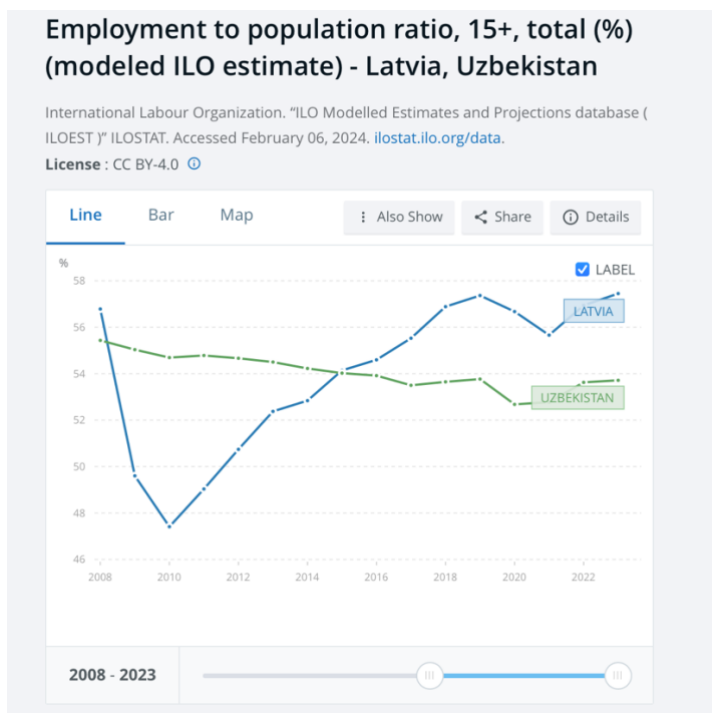 Employment to population ratio, 15+, total (%)
(modeled ILO estimate) - Latvia, Uzbekistan
International Labour Organization. “ILO Modelled Estimates and Projections database (
ILOEST )” ILOSTAT. Accessed February 06, 2024. ilostat.ilo.org/data.
License : CC BY-4.0
Line Bar Map Also Show Share Details
%
LABEL
58
LATVIA
56
54
UZBEKISTAN
52
50
48
46
2008 2010 2012 2014 2016 2018 2020 2022
2008 - 2023